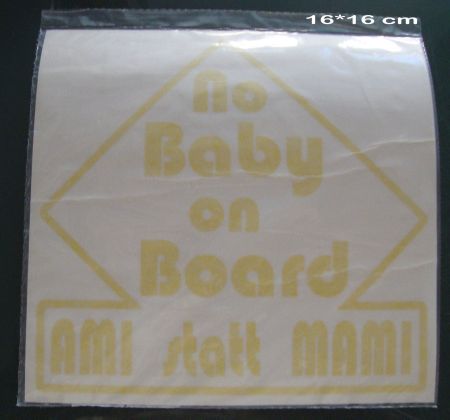 16*16 cm
No
Baby
on
Board
AMI statt MAMI